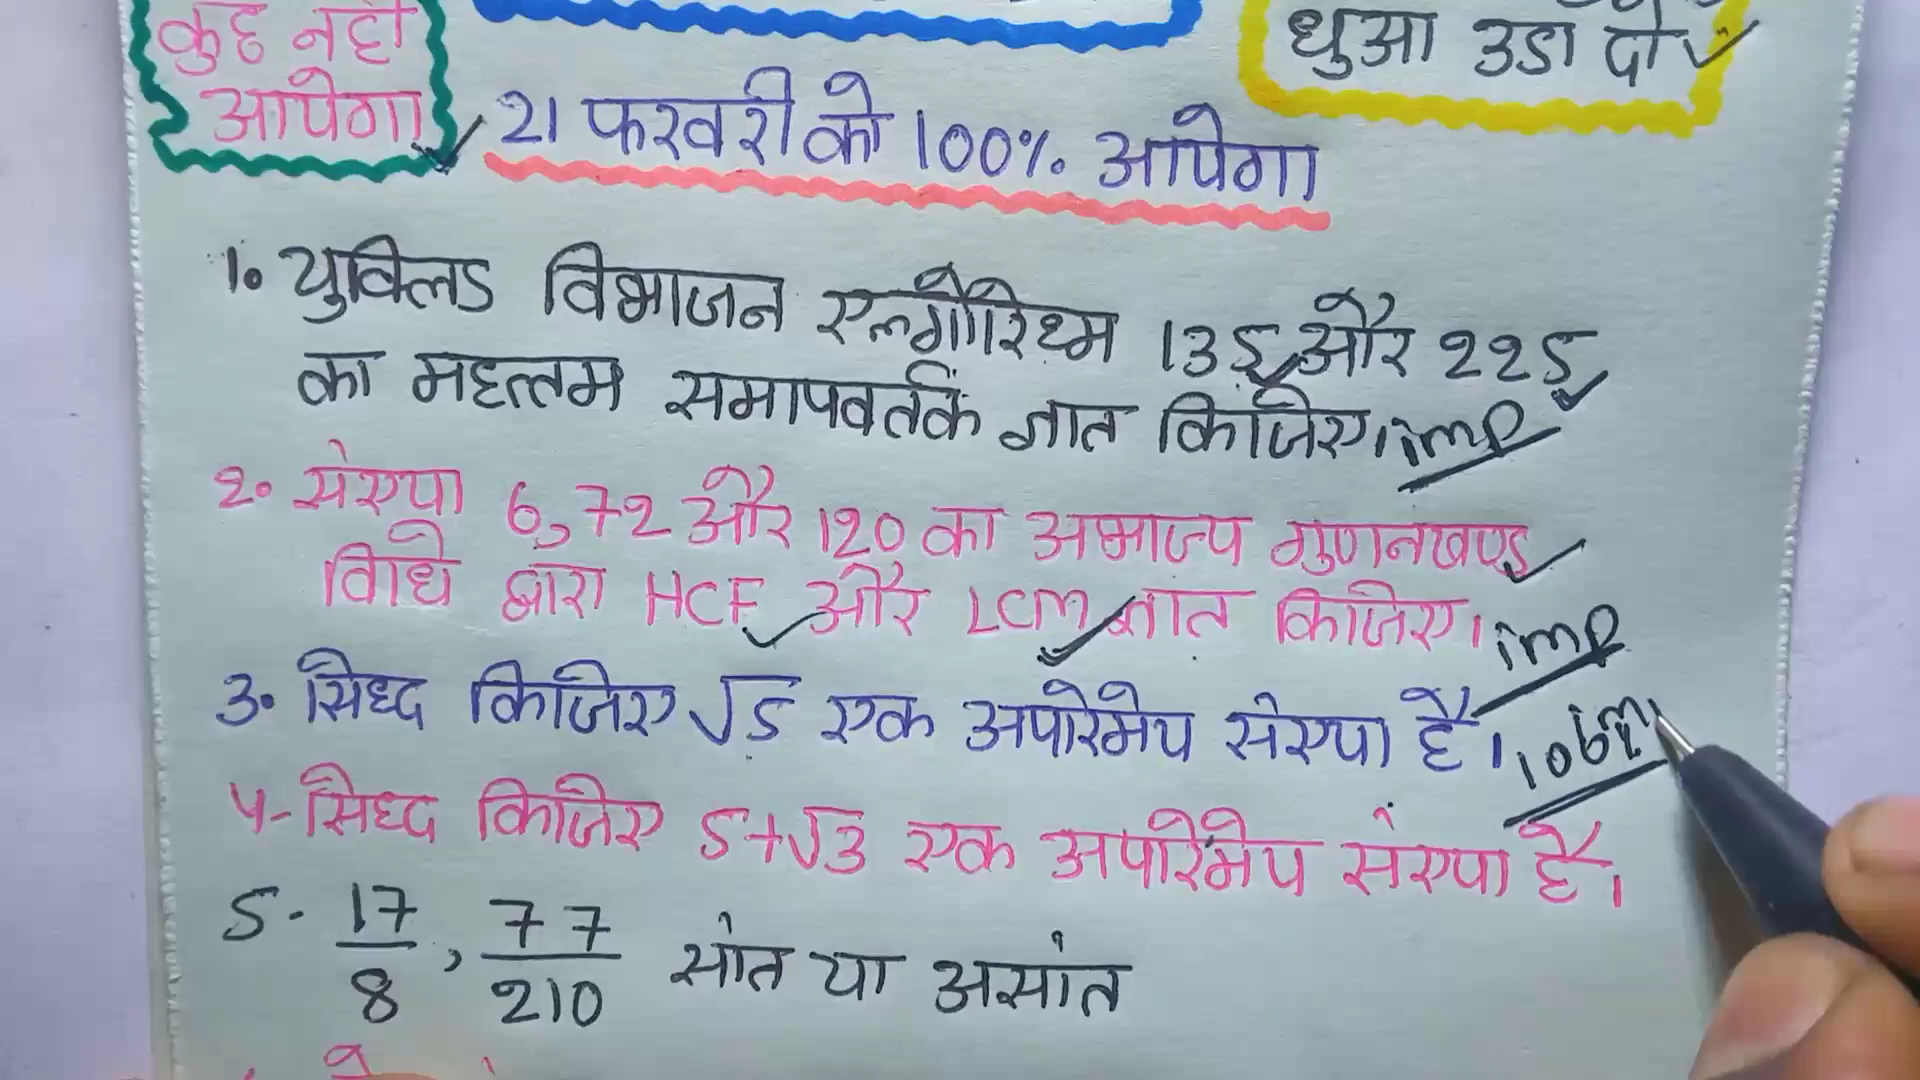 कुछ नही
आयेगा
धुआ उडा दो
21 फरवरी को 100% आयेगा
1. युक्लिड विभाजन एल्गोरिथ्म 135 और 225
का महत्तम समापवर्तक ज्ञात किजिए। imp
2. संख्या 6, 72 और 120 का अभाज्य गुणनखण्ड
विधि द्वारा HCF और LCM ज्ञात किजिए। imp
3. सिध्द किजिए √5 एक अपरिमेय संख्या है।
4- सिध्द किजिए 5+√3 एक अपरिमेय संख्या है।
5. 17/8, 77/210 सांत या असांत